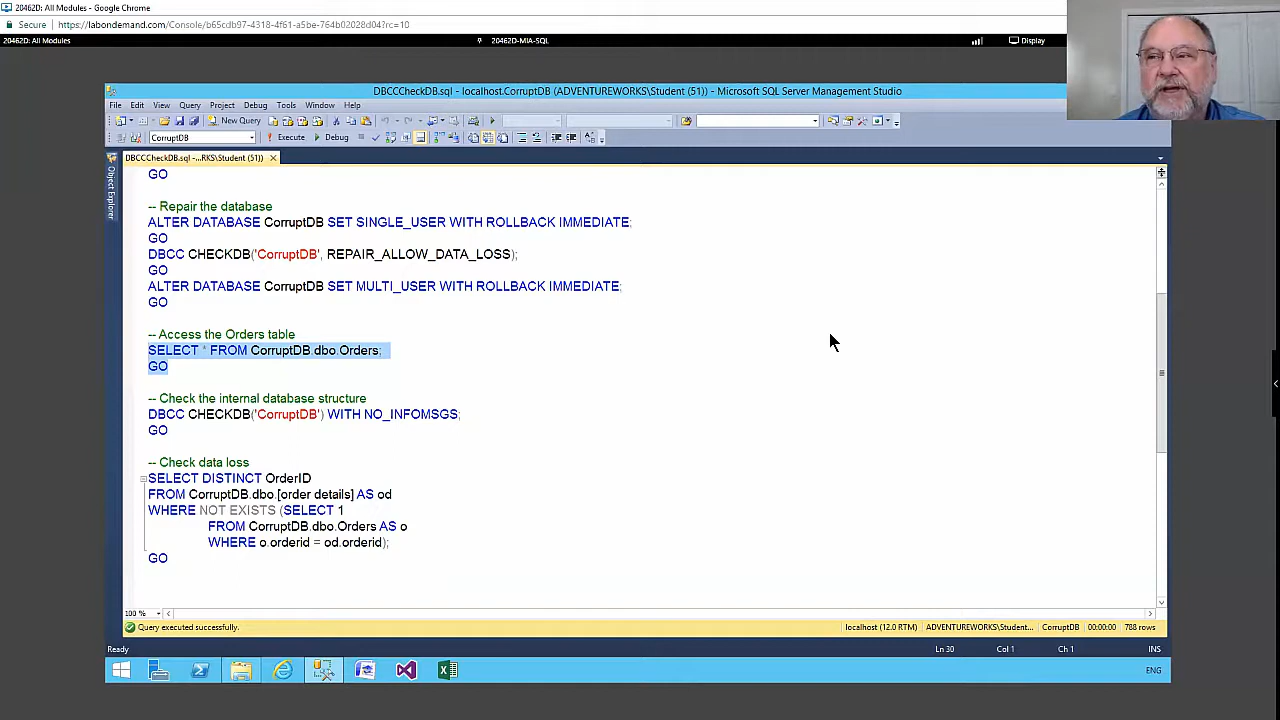 20462D: All Modules - Google Chrome
Secure https://labondemand.com/Console/b65cdb97-4318-4f61-a5be-764b02028d04?rc=10
20462D: All Modules 20462D-MIA-SQL Display
DBCCCheckDB.sql - localhost.CorruptDB (ADVENTUREWORKS\Student (51)) - Microsoft SQL Server Management Studio
File Edit View Query Project Debug Tools Window Help
New Query
CorruptDB Execute Debug
DBCCCheckDB.sql -...RKS\Student (51))
Object Explorer
GO
-- Repair the database
ALTER DATABASE CorruptDB SET SINGLE_USER WITH ROLLBACK IMMEDIATE;
GO
DBCC CHECKDB('CorruptDB', REPAIR_ALLOW_DATA_LOSS);
GO
ALTER DATABASE CorruptDB SET MULTI_USER WITH ROLLBACK IMMEDIATE;
GO
-- Access the Orders table
SELECT * FROM CorruptDB.dbo.Orders;
GO
-- Check the internal database structure
DBCC CHECKDB('CorruptDB') WITH NO_INFOMSGS;
GO
-- Check data loss
SELECT DISTINCT OrderID
FROM CorruptDB.dbo.[order details] AS od
WHERE NOT EXISTS (SELECT 1
FROM CorruptDB.dbo.Orders AS o
WHERE o.orderid = od.orderid);
GO
100 %
Query executed successfully. localhost (12.0 RTM) ADVENTUREWORKS\Student... CorruptDB 00:00:00 788 rows
Ready Ln 30 Col 1 Ch 1 INS
ENG